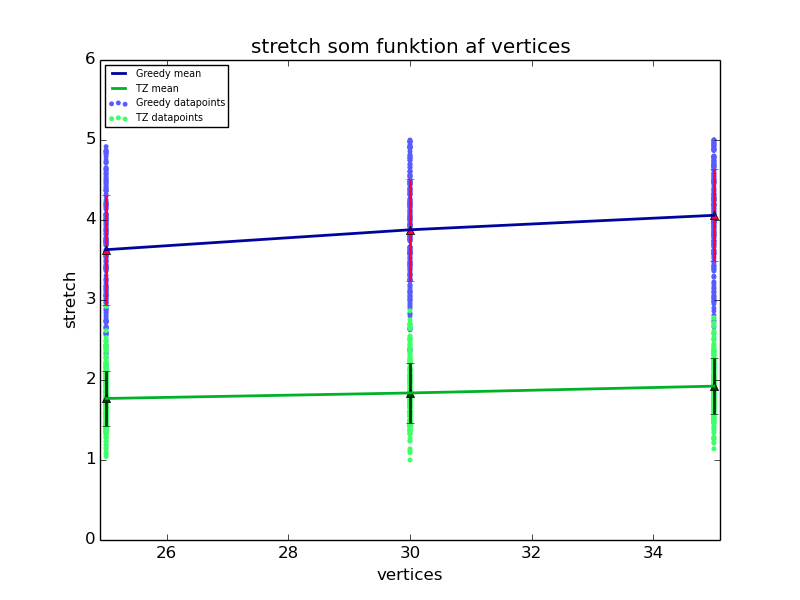 stretch som funktion af vertices
6
5
4
3
2
1
0
stretch
Greedy mean
TZ mean
Greedy datapoints
TZ datapoints
26 28 30 32 34
vertices